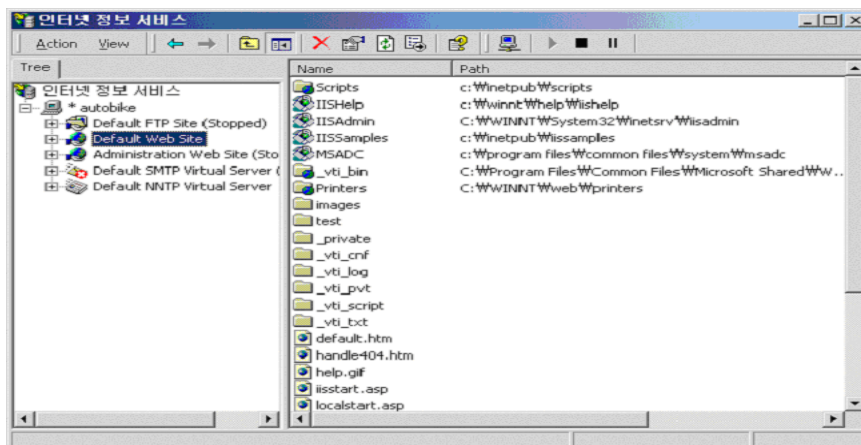 인터넷 정보 서비스
Action View
Tree
Name Path
인터넷 정보 서비스
* autobike
Default FTP Site (Stopped)
Default Web Site
Administration Web Site (Sto
Default SMTP Virtual Server (
Default NNTP Virtual Server
Scripts c:₩inetpub₩scripts
IISHelp c:₩winnt₩help₩iishelp
IISAdmin C:₩WINNT₩System32₩inetsrv₩iisadmin
IISSamples c:₩inetpub₩iissamples
MSADC c:₩program files₩common files₩system₩msadc
_vti_bin C:₩Program Files₩Common Files₩Microsoft Shared₩W...
Printers C:₩WINNT₩web₩printers
images
test
_private
_vti_cnf
_vti_log
_vti_pvt
_vti_script
_vti_txt
default.htm
handle404.htm
help.gif
iisstart.asp
localstart.asp